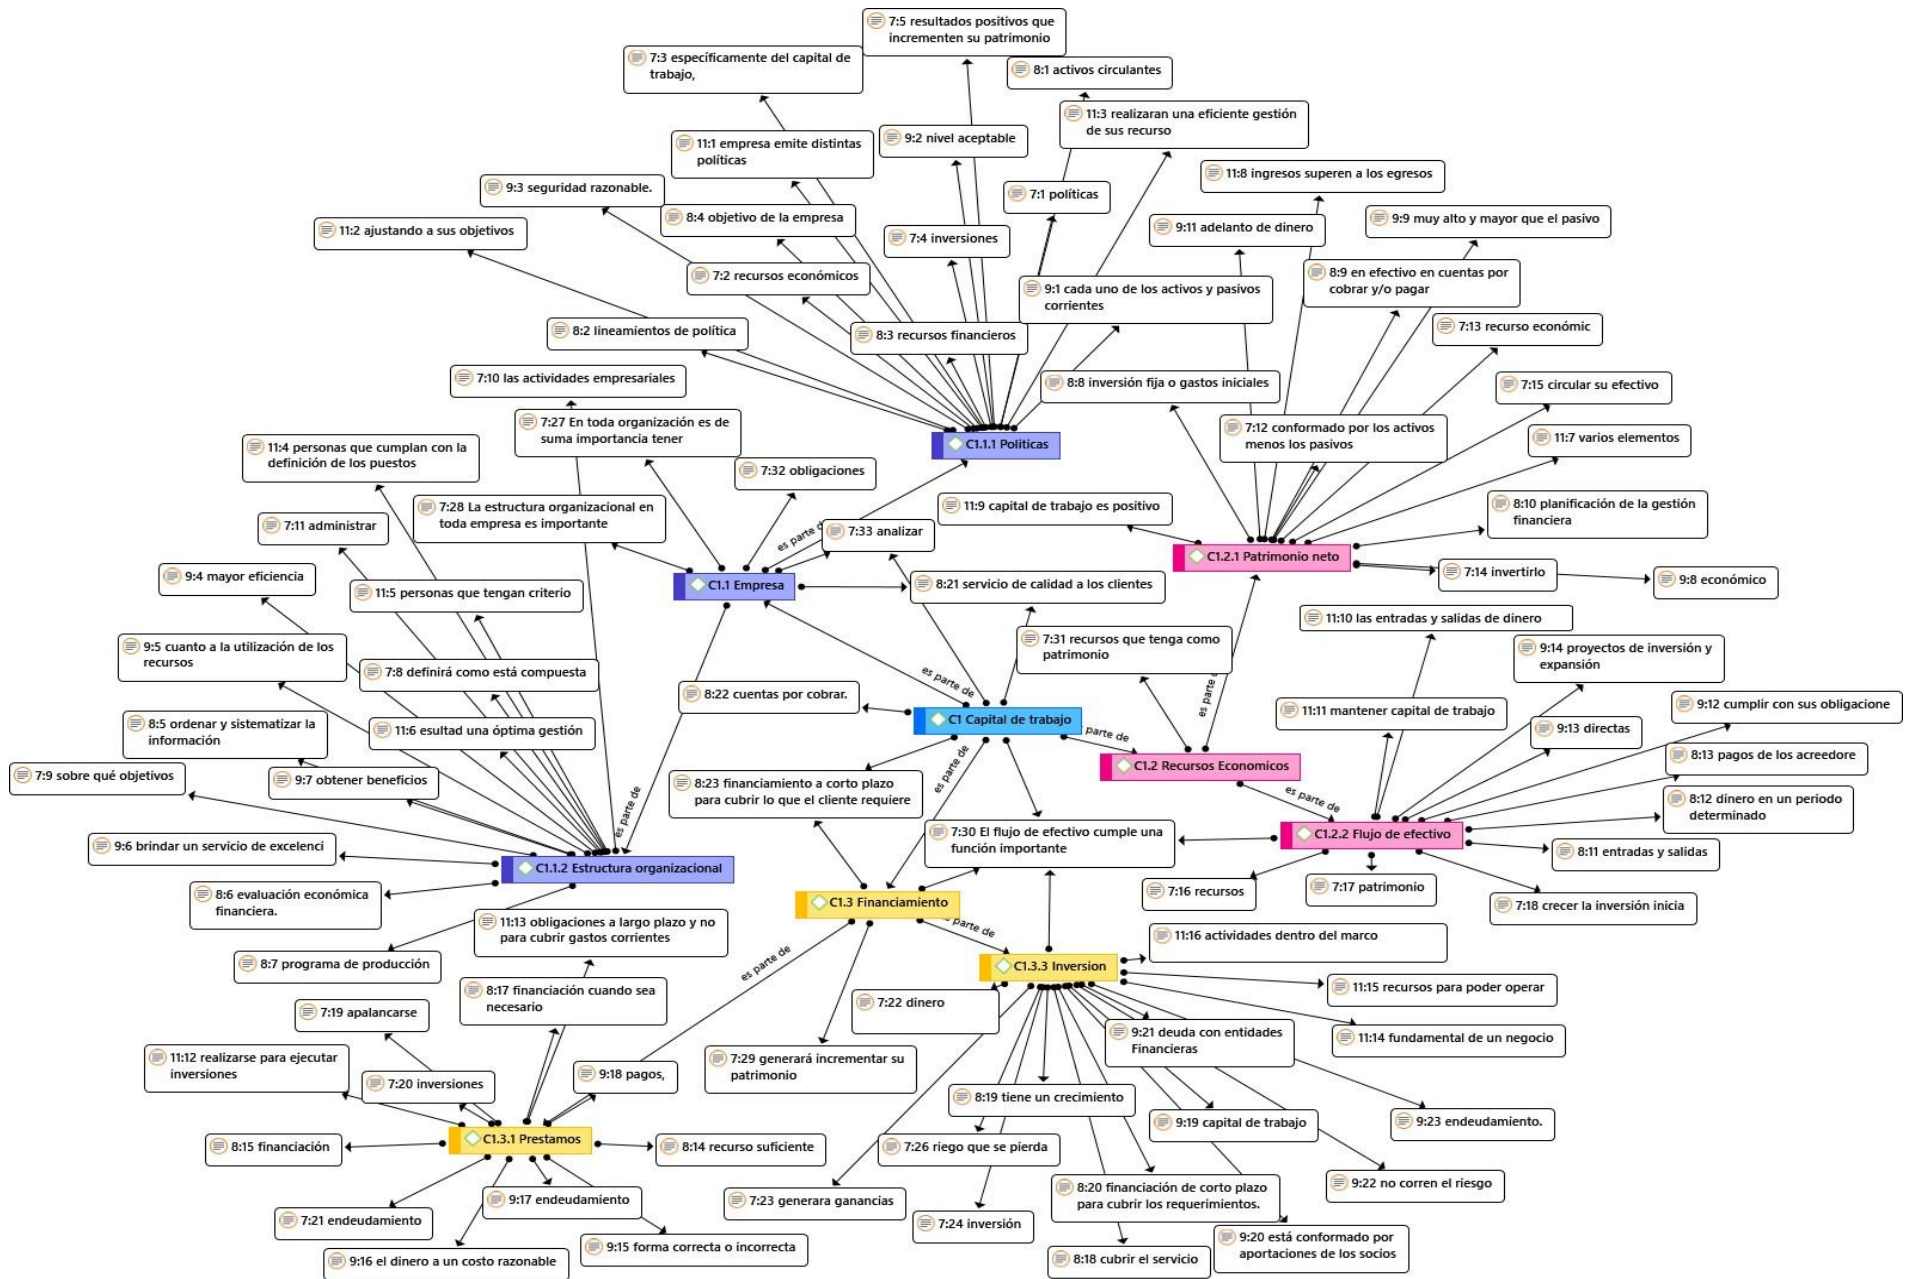 7:5 resultados positivos que
incrementen su patrimonio
7:3 específicamente del capital de
trabajo,
8:1 activos circulantes
11:3 realizaran una eficiente gestión
de sus recurso
11:1 empresa emite distintas
políticas
9:2 nivel aceptable
11:8 ingresos superen a los egresos
9:3 seguridad razonable.
7:1 políticas
8:4 objetivo de la empresa
9:11 adelanto de dinero
9:9 muy alto y mayor que el pasivo
11:2 ajustando a sus objetivos
7:4 inversiones
7:2 recursos económicos
8:9 en efectivo en cuentas por
cobrar y/o pagar
9:1 cada uno de los activos y pasivos
corrientes
8:2 lineamientos de política
8:3 recursos financieros
7:13 recurso económic
7:10 las actividades empresariales
8:8 inversión fija o gastos iniciales
7:15 circular su efectivo
7:27 En toda organización es de
suma importancia tener
7:12 conformado por los activos
menos los pasivos
11:7 varios elementos
11:4 personas que cumplan con la
definición de los puestos
C1.1.1 Politicas
7:32 obligaciones
7:28 La estructura organizacional en
toda empresa es importante
11:9 capital de trabajo es positivo
8:10 planificación de la gestión
financiera
7:11 administrar
es parte d
7:33 analizar
C1.2.1 Patrimonio neto
9:4 mayor eficiencia
C1.1 Empresa
8:21 servicio de calidad a los clientes
7:14 invertirlo
9:8 económico
11:5 personas que tengan criterio
11:10 las entradas y salidas de dinero
9:5 cuanto a la utilización de los
recursos
7:31 recursos que tenga como
patrimonio
9:14 proyectos de inversión y
expansión
7:8 definirá como está compuesta
es parte de
8:22 cuentas por cobrar.
es parte
9:12 cumplir con sus obligacione
8:5 ordenar y sistematizar la
información
11:6 esultad una óptima gestión
C1 Capital de trabajo
11:11 mantener capital de trabajo
9:13 directas
parte de
8:13 pagos de los acreedore
7:9 sobre qué objetivos
9:7 obtener beneficios
C1.2 Recursos Economicos
8:23 financiamiento a corto plazo
para cubrir lo que el cliente requiere
es parte de
es parte de
8:12 dinero en un periodo
determinado
es parte de
9:6 brindar un servicio de excelenci
7:30 El flujo de efectivo cumple una
función importante
C1.2.2 Flujo de efectivo
8:11 entradas y salidas
C1.1.2 Estructura organizacional
8:6 evaluación económica
financiera.
7:16 recursos
7:17 patrimonio
7:18 crecer la inversión inicia
C1.3 Financiamiento
11:13 obligaciones a largo plazo y no
para cubrir gastos corrientes
parte de
11:16 actividades dentro del marco
8:7 programa de producción
es parte de
C1.3.3 Inversion
8:17 financiación cuando sea
necesario
7:22 dinero
11:15 recursos para poder operar
7:19 apalancarse
9:21 deuda con entidades
Financieras
11:14 fundamental de un negocio
11:12 realizarse para ejecutar
inversiones
7:29 generará incrementar su
patrimonio
7:20 inversiones
9:18 pagos,
8:19 tiene un crecimiento
9:19 capital de trabajo
9:23 endeudamiento.
8:15 financiación
C1.3.1 Prestamos
8:14 recurso suficiente
7:26 riego que se pierda
9:22 no corren el riesgo
9:17 endeudamiento
7:23 generara ganancias
8:20 financiación de corto plazo
para cubrir los requerimientos.
7:21 endeudamiento
7:24 inversión
9:16 el dinero a un costo razonable
9:15 forma correcta o incorrecta
8:18 cubrir el servicio
9:20 está conformado por
aportaciones de los socios